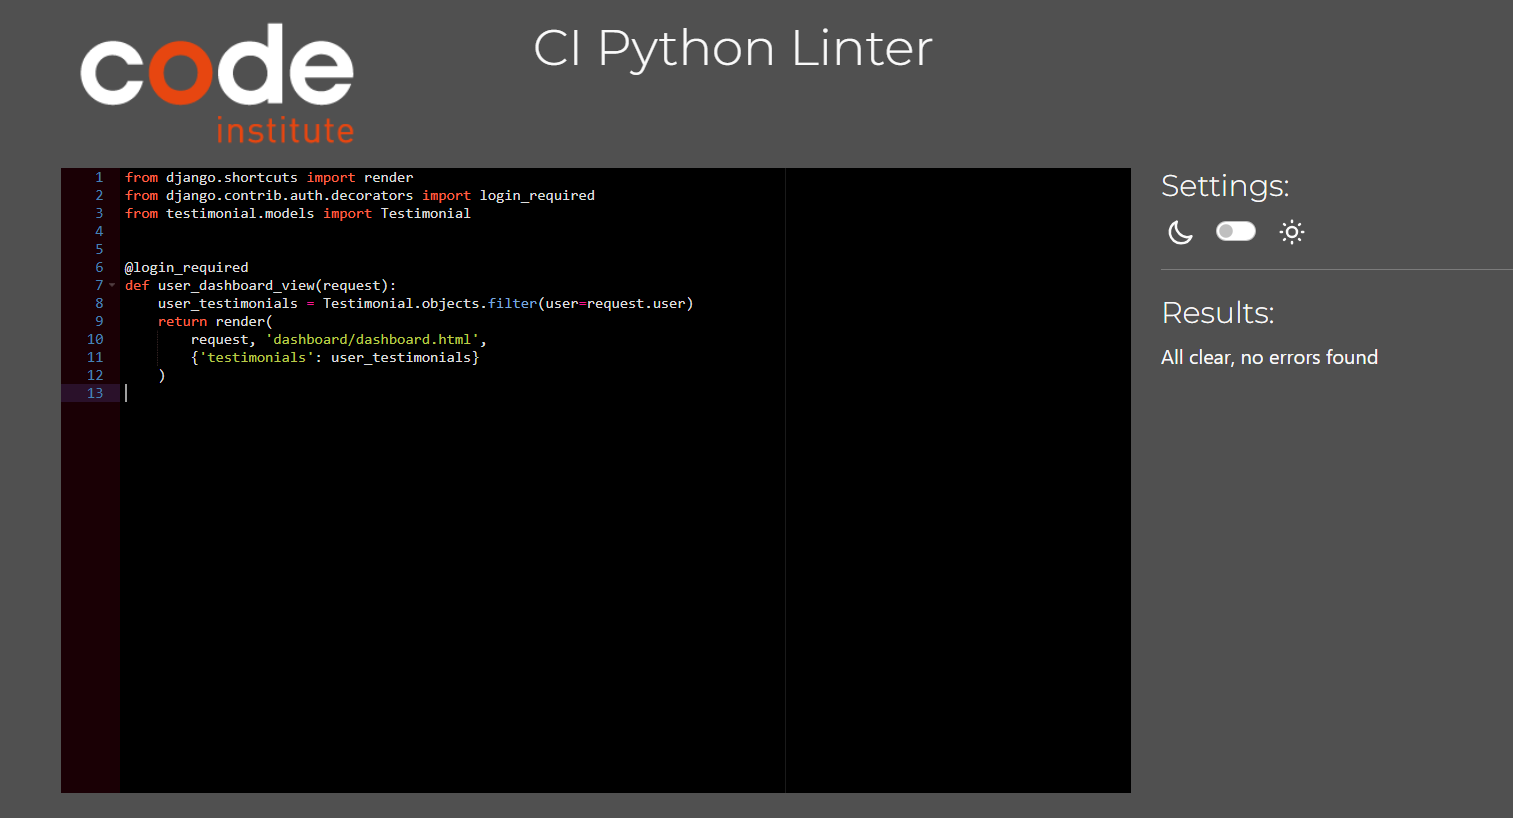 code
institute
CI Python Linter
1 from django.shortcuts import render
2 from django.contrib.auth.decorators import login_required
3 from testimonial.models import Testimonial
4
5
6 @login_required
7 def user_dashboard_view(request):
8     user_testimonials = Testimonial.objects.filter(user=request.user)
9     return render(
10         request, 'dashboard/dashboard.html',
11         {'testimonials': user_testimonials}
12     )
13
Settings:
Results:
All clear, no errors found